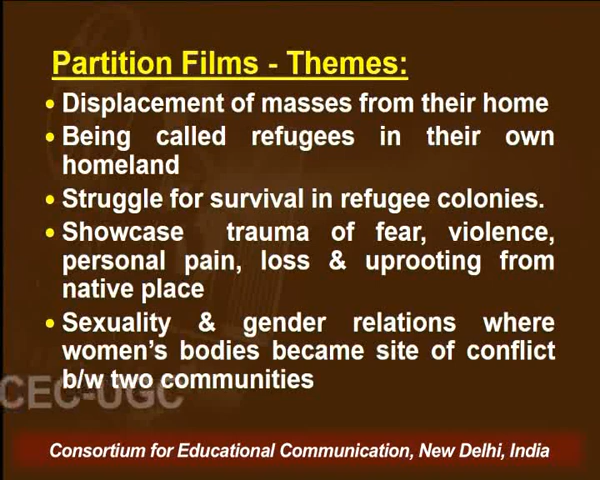 Partition Films - Themes:
• Displacement of masses from their home
• Being called refugees in their own
homeland
• Struggle for survival in refugee colonies.
• Showcase trauma of fear, violence,
personal pain, loss & uprooting from
native place
• Sexuality & gender relations where
women's bodies became site of conflict
b/w two communities
CEC-UGC
Consortium for Educational Communication, New Delhi, India